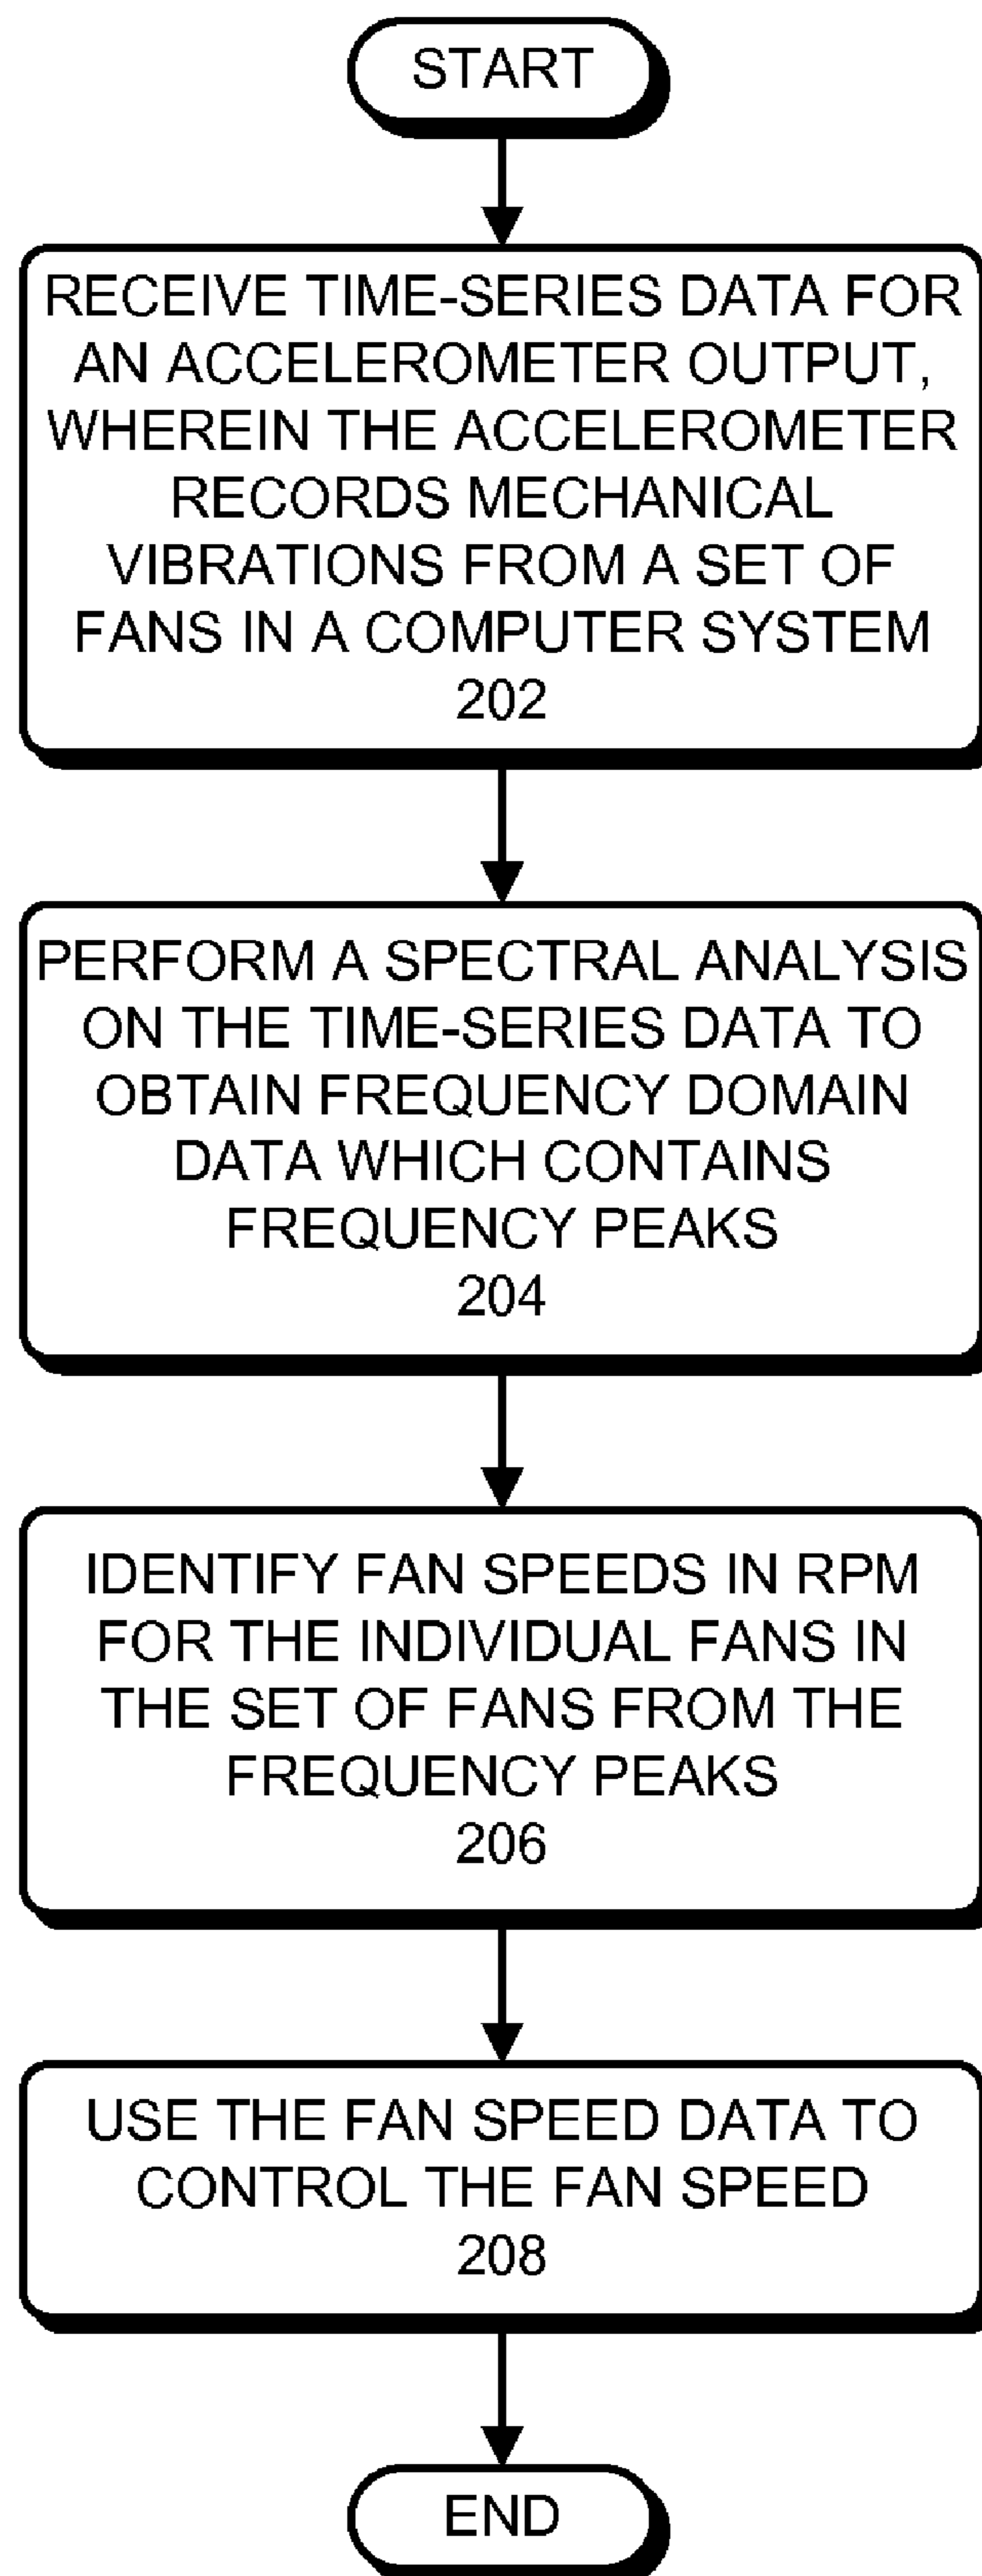 START
RECEIVE TIME-SERIES DATA FOR
AN ACCELEROMETER OUTPUT,
WHEREIN THE ACCELEROMETER
RECORDS MECHANICAL
VIBRATIONS FROM A SET OF
FANS IN A COMPUTER SYSTEM
202
PERFORM A SPECTRAL ANALYSIS
ON THE TIME-SERIES DATA TO
OBTAIN FREQUENCY DOMAIN
DATA WHICH CONTAINS
FREQUENCY PEAKS
204
IDENTIFY FAN SPEEDS IN RPM
FOR THE INDIVIDUAL FANS IN
THE SET OF FANS FROM THE
FREQUENCY PEAKS
206
USE THE FAN SPEED DATA TO
CONTROL THE FAN SPEED
208
END